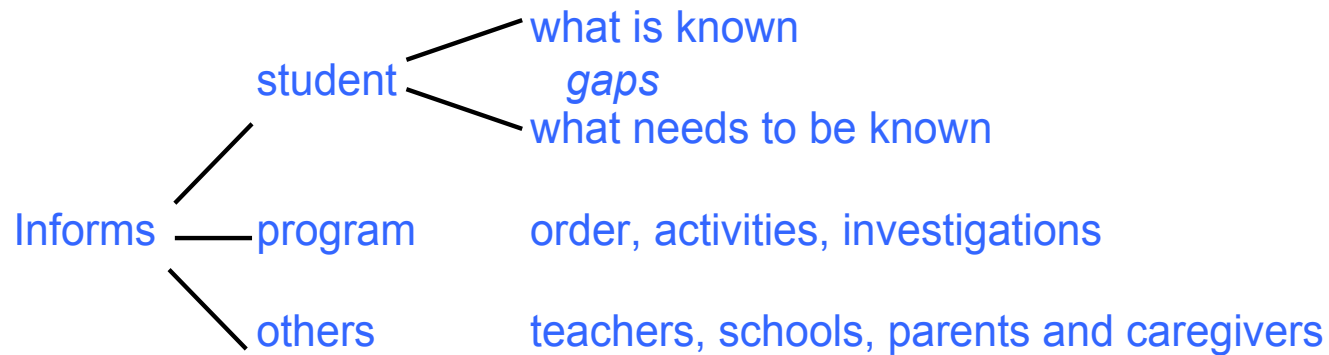 what is known
student gaps
what needs to be known
Informs program order, activities, investigations
others teachers, schools, parents and caregivers